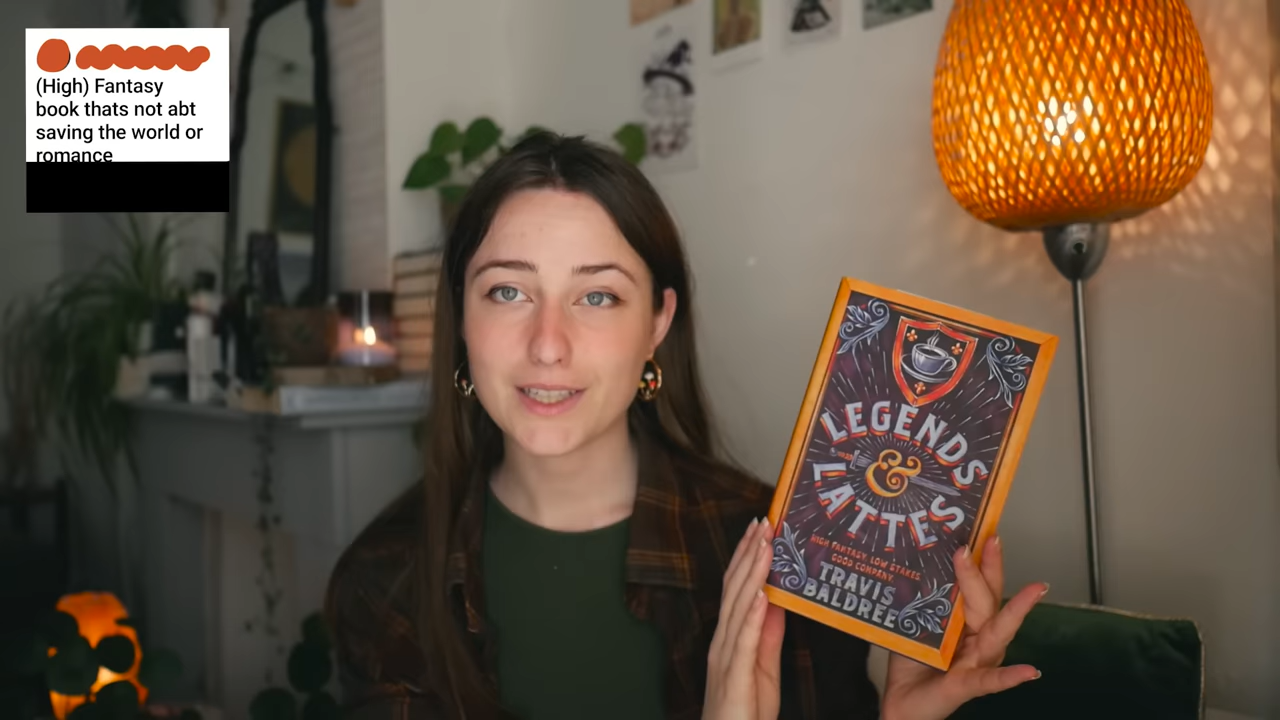 (High) Fantasy
book thats not abt
saving the world or
romance
LEGENDS
&
LATTES
HIGH FANTASY, LOW STAKES,
GOOD COMPANY.
TRAVIS
BALDREE